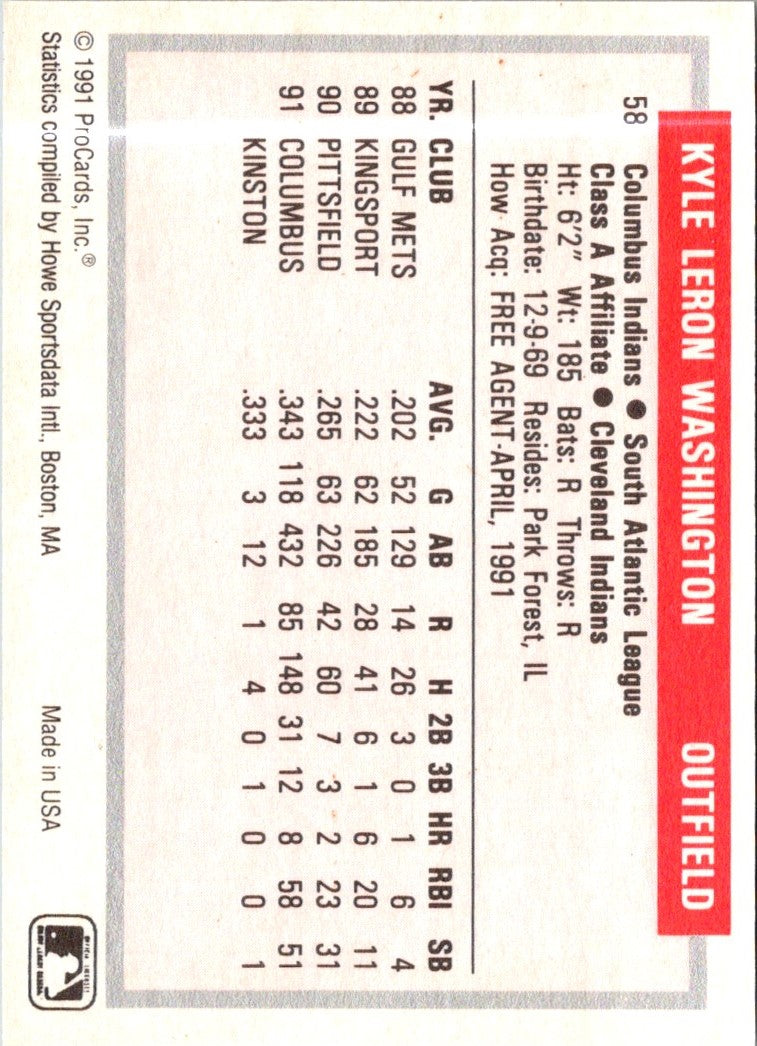 KYLE LERON WASHINGTON OUTFIELD
58 Columbus Indians ● South Atlantic League
Class A Affiliate ● Cleveland Indians
Ht: 6'2" Wt: 185 Bats: R Throws: R
Birthdate: 12-9-69 Resides: Park Forest, IL
How Acq: FREE AGENT-APRIL, 1991
YR. CLUB AVG. G AB R H 2B 3B HR RBI SB
88 GULF METS .202 52 129 14 26 3 0 1 6 4
89 KINGSPORT .222 62 185 28 41 6 1 6 20 11
90 PITTSFIELD .265 63 226 42 60 7 3 2 23 31
91 COLUMBUS .343 118 432 85 148 31 12 8 58 51
KINSTON .333 3 12 1 4 0 1 0 0 1
© 1991 ProCards, Inc.®
Statistics compiled by Howe Sportsdata Intl., Boston, MA Made in USA